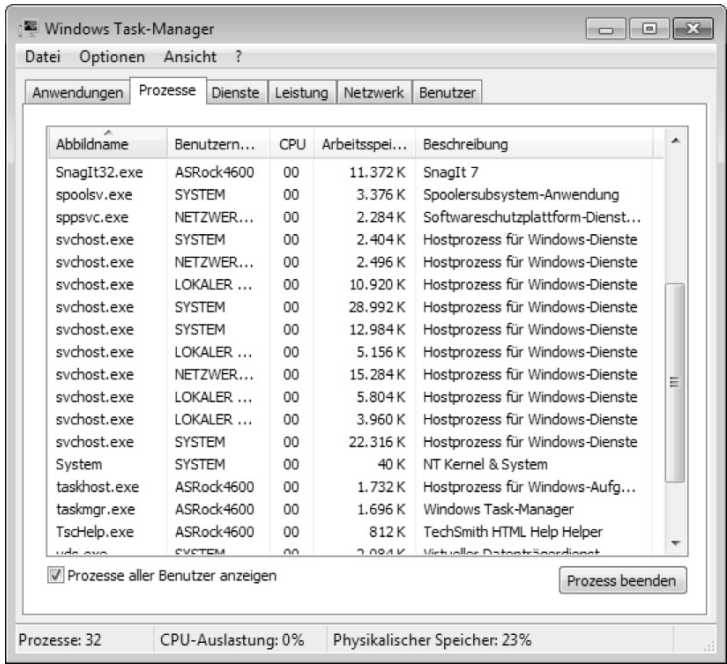 Windows Task-Manager
Datei Optionen Ansicht ?
Anwendungen Prozesse Dienste Leistung Netzwerk Benutzer
Abbildname Benutzern... CPU Arbeitsspei... Beschreibung
SnagIt32.exe ASRock4600 00 11.372 K SnagIt 7
spoolsv.exe SYSTEM 00 3.376 K Spoolersubsystem-Anwendung
sppsvc.exe NETZWER... 00 2.284 K Softwareschutzplattform-Dienst...
svchost.exe SYSTEM 00 2.404 K Hostprozess für Windows-Dienste
svchost.exe NETZWER... 00 2.496 K Hostprozess für Windows-Dienste
svchost.exe LOKALER ... 00 10.920 K Hostprozess für Windows-Dienste
svchost.exe SYSTEM 00 28.992 K Hostprozess für Windows-Dienste
svchost.exe SYSTEM 00 12.984 K Hostprozess für Windows-Dienste
svchost.exe LOKALER ... 00 5.156 K Hostprozess für Windows-Dienste
svchost.exe NETZWER... 00 15.284 K Hostprozess für Windows-Dienste
svchost.exe LOKALER ... 00 5.804 K Hostprozess für Windows-Dienste
svchost.exe LOKALER ... 00 3.960 K Hostprozess für Windows-Dienste
svchost.exe SYSTEM 00 22.316 K Hostprozess für Windows-Dienste
System SYSTEM 00 40 K NT Kernel & System
taskhost.exe ASRock4600 00 1.732 K Hostprozess für Windows-Aufg...
taskmgr.exe ASRock4600 00 1.696 K Windows Task-Manager
TscHelp.exe ASRock4600 00 812 K TechSmith HTML Help Helper
vds.exe SYSTEM 00 2.084 K Virtueller Datenträgerdienst
Prozesse aller Benutzer anzeigen Prozess beenden
Prozesse: 32 CPU-Auslastung: 0% Physikalischer Speicher: 23%